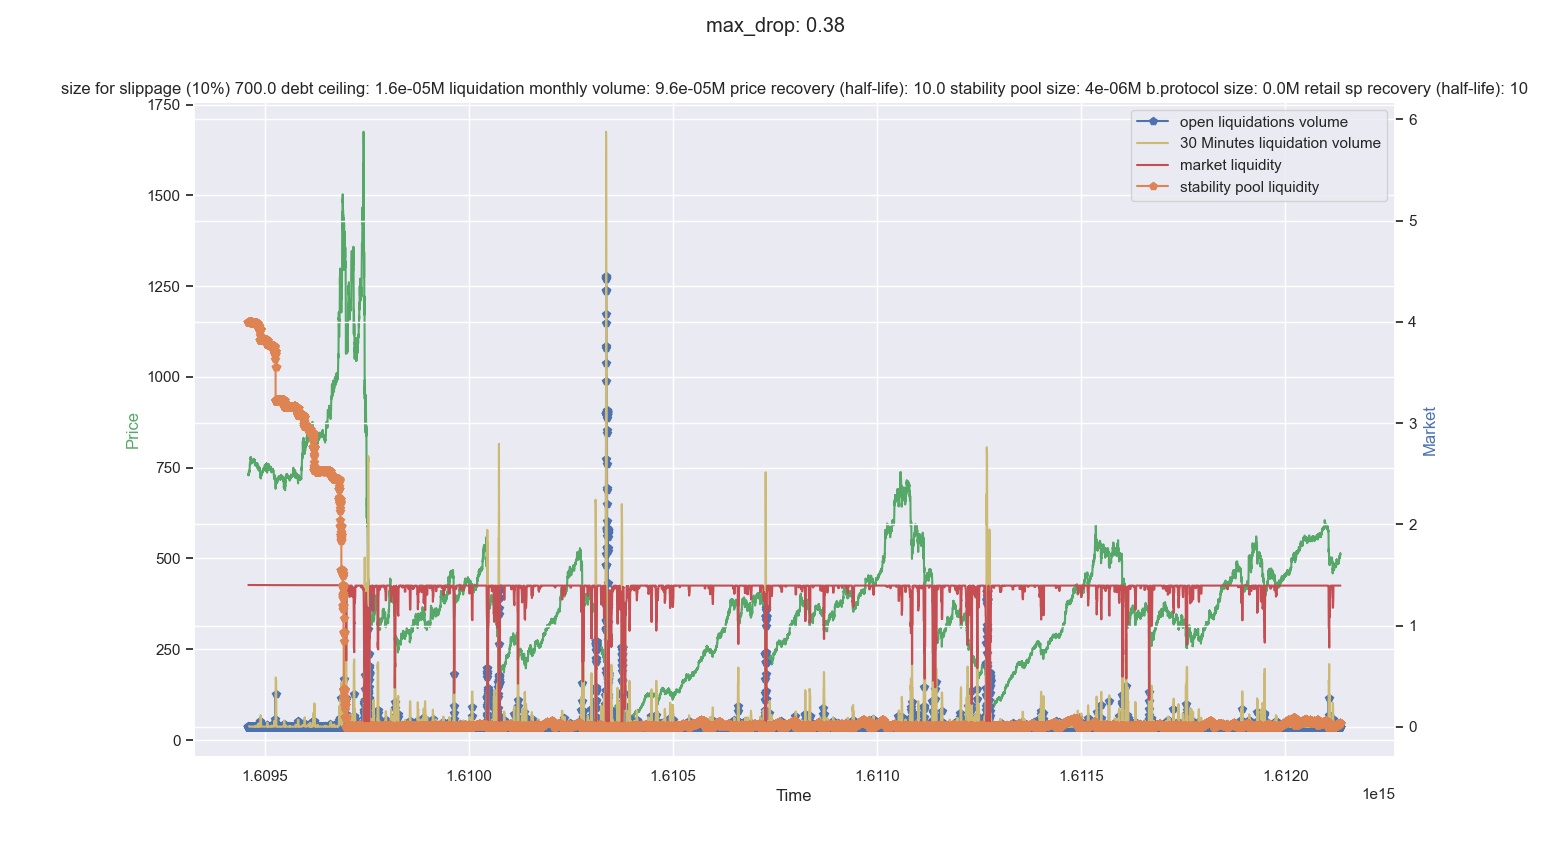 max_drop: 0.38
size for slippage (10%) 700.0 debt ceiling: 1.6e-05M liquidation monthly volume: 9.6e-05M price recovery (half-life): 10.0 stability pool size: 4e-06M b.protocol size: 0.0M retail sp recovery (half-life): 10
open liquidations volume
30 Minutes liquidation volume
market liquidity
stability pool liquidity
1750
1500
1250
1000
750
500
250
0
Price
6
5
4
3
2
1
0
Market
1.6095 1.6100 1.6105 1.6110 1.6115 1.6120
Time
1e15